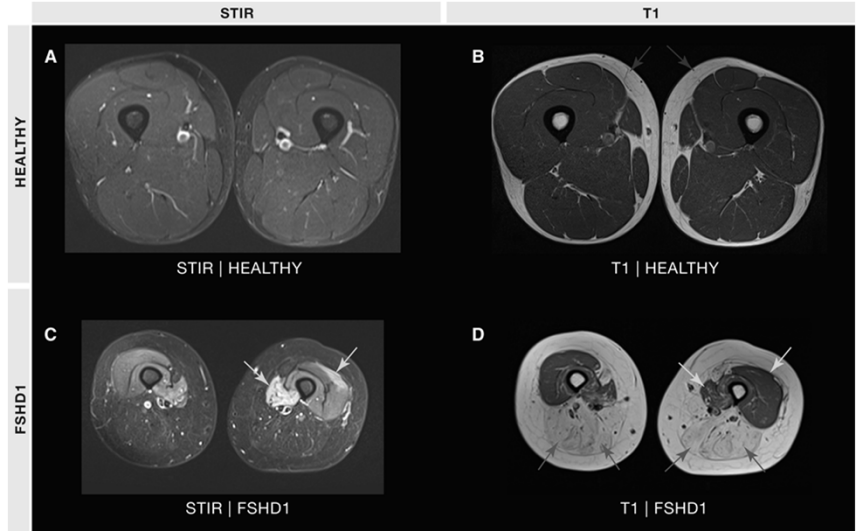 STIR
T1
HEALTHY
A
B
STIR | HEALTHY
T1 | HEALTHY
FSHD1
C
D
STIR | FSHD1
T1 | FSHD1